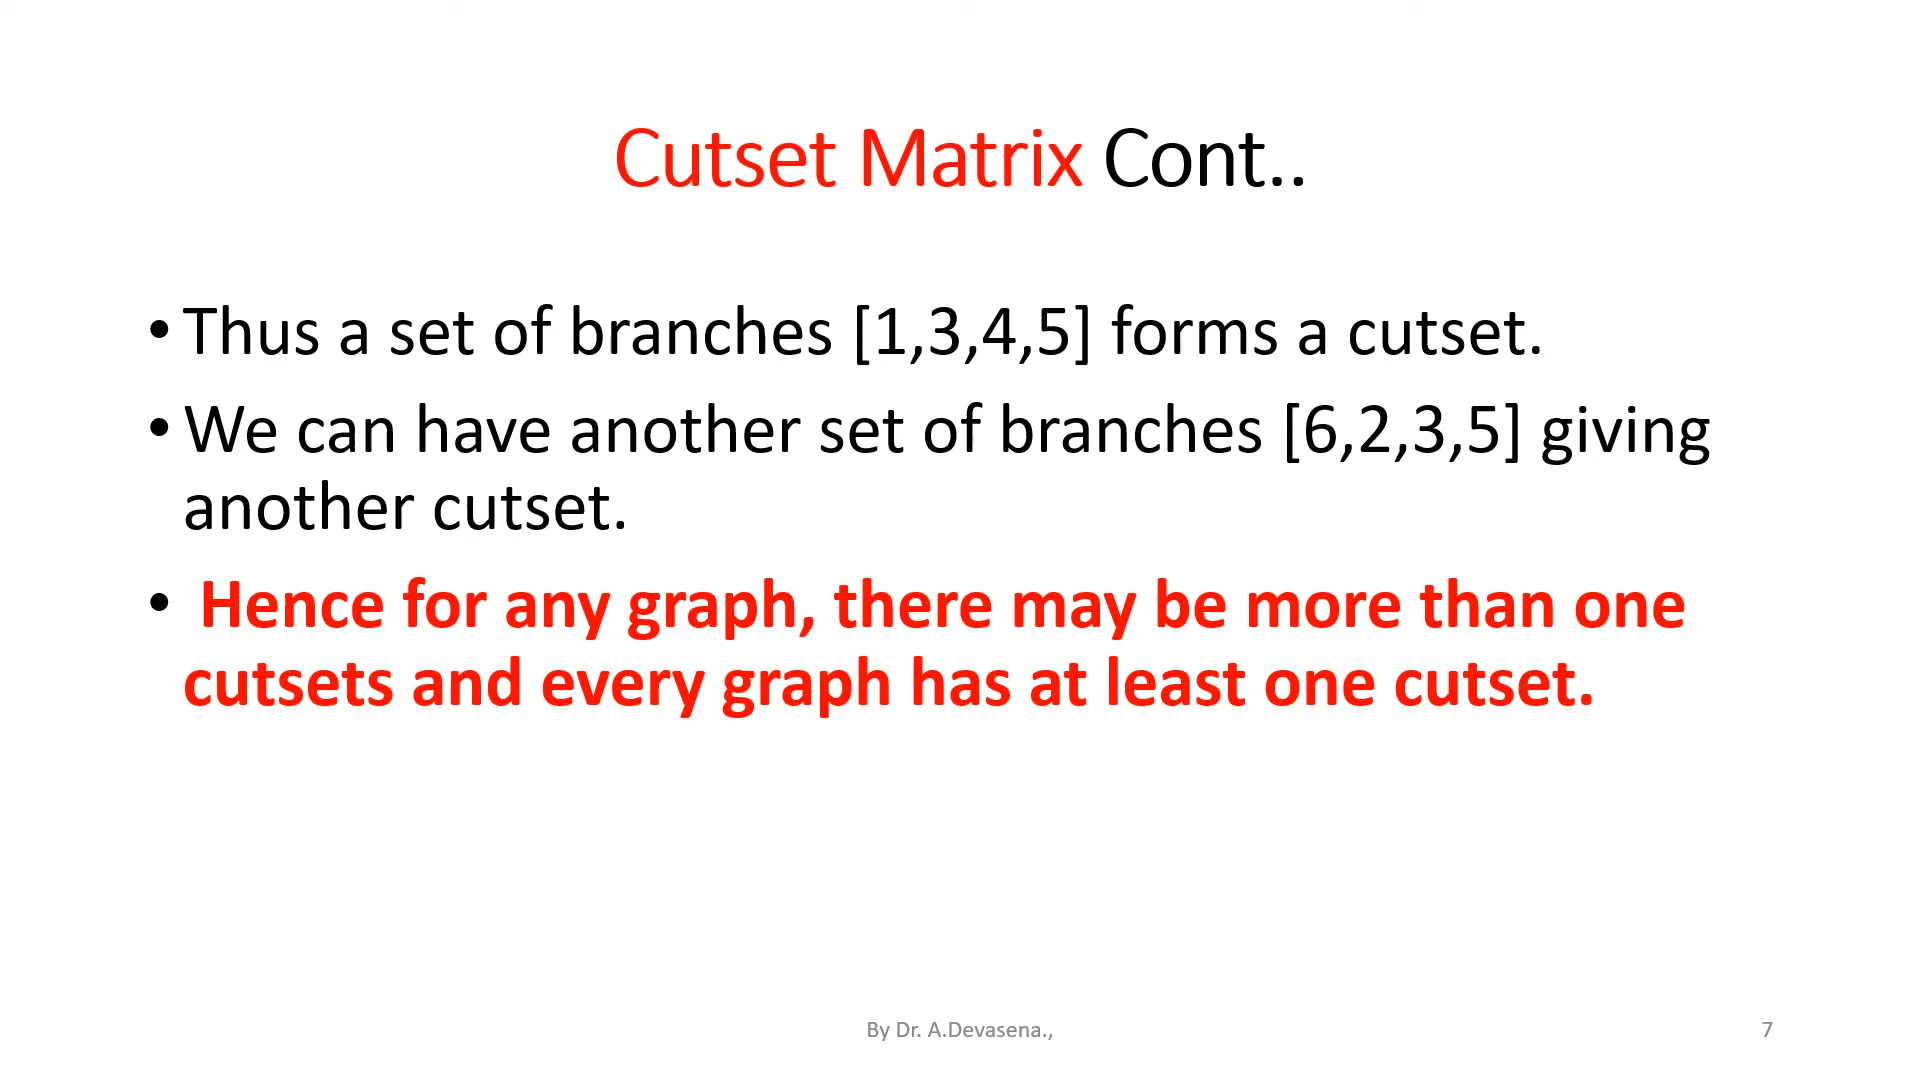 Cutset Matrix Cont..
• Thus a set of branches [1,3,4,5] forms a cutset.
• We can have another set of branches [6,2,3,5] giving
another cutset.
• Hence for any graph, there may be more than one
cutsets and every graph has at least one cutset.
By Dr. A.Devasena.,
7